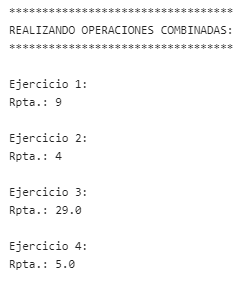 **********************************
REALIZANDO OPERACIONES COMBINADAS:
**********************************
Ejercicio 1:
Rpta.: 9
Ejercicio 2:
Rpta.: 4
Ejercicio 3:
Rpta.: 29.0
Ejercicio 4:
Rpta.: 5.0